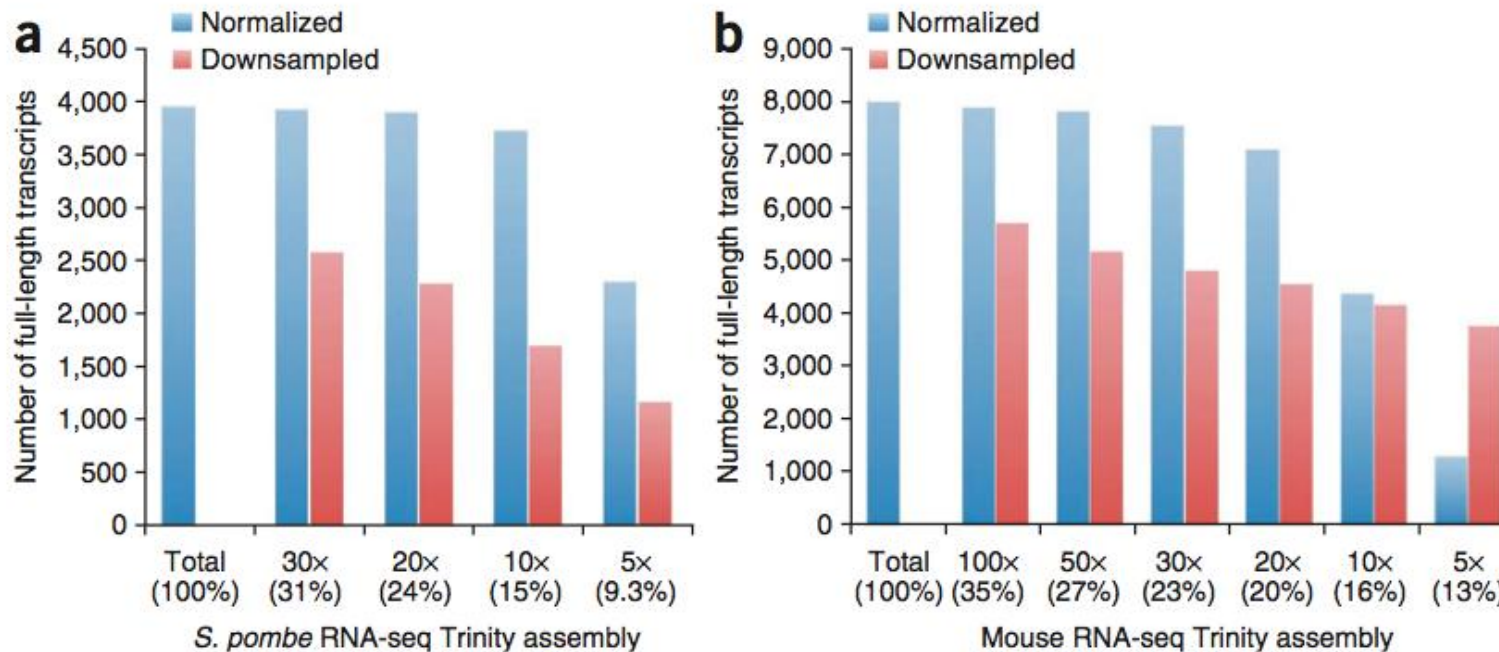 a
Normalized
Downsampled
Number of full-length transcripts
4,500
4,000
3,500
3,000
2,500
2,000
1,500
1,000
500
0
Total 30× 20× 10× 5×
(100%) (31%) (24%) (15%) (9.3%)
S. pombe RNA-seq Trinity assembly
b
Normalized
Downsampled
Number of full-length transcripts
9,000
8,000
7,000
6,000
5,000
4,000
3,000
2,000
1,000
0
Total 100× 50× 30× 20× 10× 5×
(100%) (35%) (27%) (23%) (20%) (16%) (13%)
Mouse RNA-seq Trinity assembly